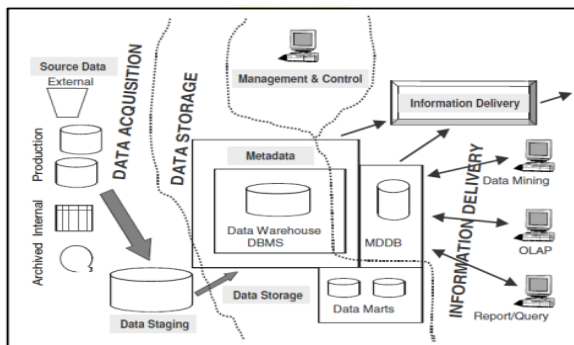 Source Data
External
Production
Internal
Archived
DATA ACQUISITION
DATA STORAGE
Management & Control
Metadata
Data Warehouse
DBMS
MDDB
Data Marts
Data Storage
Data Staging
Information Delivery
INFORMATION DELIVERY
Data Mining
OLAP
Report/Query